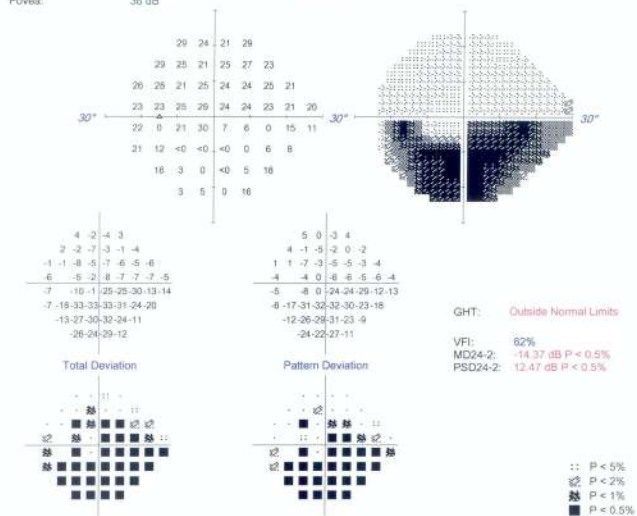 Fovea: 36 dB
29 24 21 29
29 25 21 25 27 23
26 28 21 25 24 24 25 21
23 23 25 29 24 24 23 21 20
30° 30° 30°
22 0 21 30 7 6 0 15 11
21 12 <0 <0 <0 0 6 8
16 3 0 <0 5 16
3 5 0 16
4 -2 -4 3
2 -2 -7 -3 -1 -4
-1 -1 -8 -5 -7 -6 -5 -6
-6 -5 -2 -8 -7 -7 -7 -5
-7 -10 -1 -25 -25 -30 -13 -14
-7 -18 -33 -33 -31 -24 -20
-13 -27 -30 -32 -24 -11
-26 -24 -29 -12
5 0 -3 4
4 -1 -5 -2 0 -2
1 1 -7 -3 -5 -5 -3 -4
-4 -4 0 -6 -6 -5 -6 -4
-5 -8 0 -24 -24 -29 -12 -13
-6 -17 -31 -32 -32 -30 -23 -18
-12 -26 -29 -31 -23 -9
-24 -22 -27 -11
GHT: Outside Normal Limits
VFI: 62%
MD24-2: -14.37 dB P < 0.5%
PSD24-2: 12.47 dB P < 0.5%
Total Deviation
Pattern Deviation
P < 5%
P < 2%
P < 1%
P < 0.5%